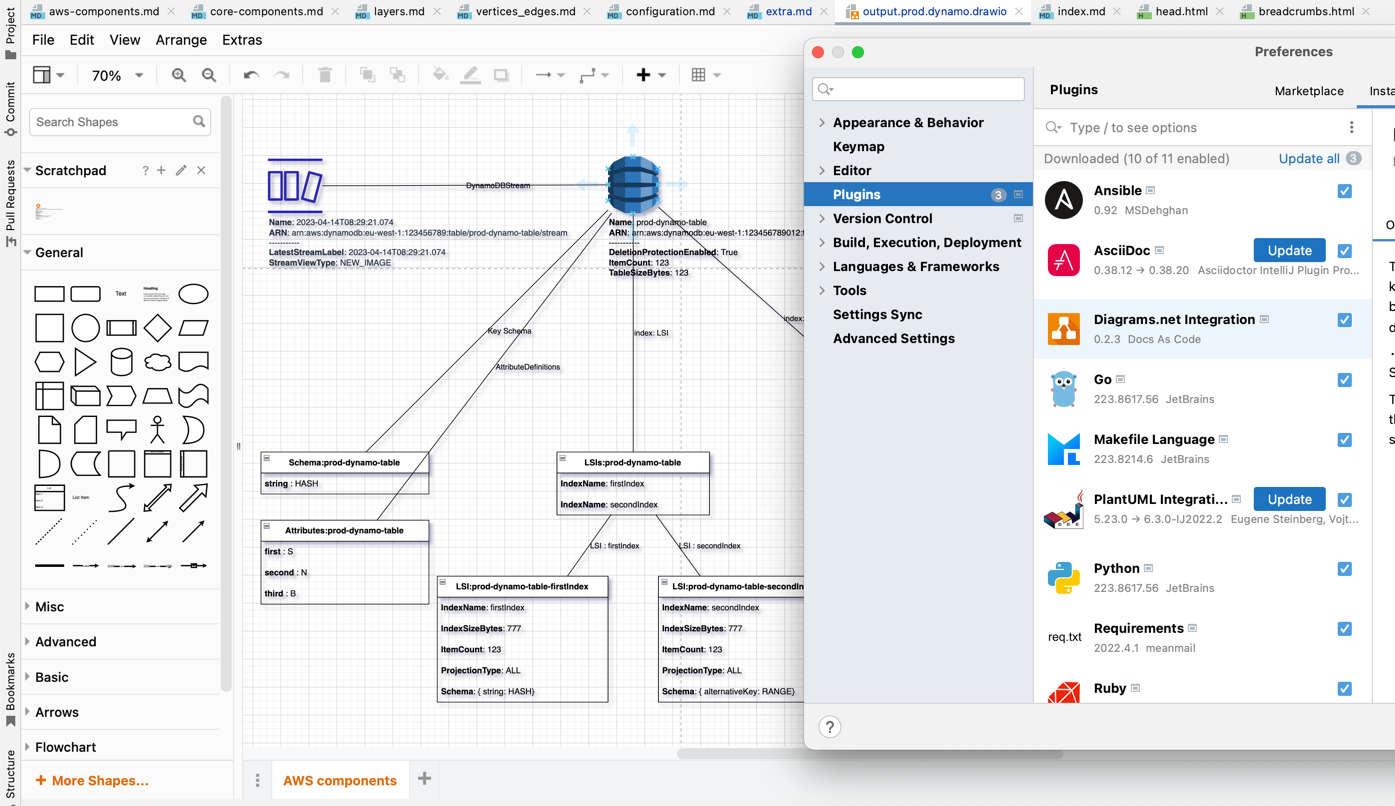 aws-components.md
core-components.md
layers.md
vertices_edges.md
configuration.md
extra.md
output.prod.dynamo.drawio
index.md
head.html
breadcrumbs.html
Project
Commit
Pull Requests
Bookmarks
Structure
File Edit View Arrange Extras
70%
Search Shapes
Scratchpad
General
Text
Heading
List Item
Misc
Advanced
Basic
Arrows
Flowchart
+ More Shapes...
DynamoDBStream
Name: 2023-04-14T08:29:21.074
ARN: arn:aws:dynamodb:eu-west-1:123456789:table/prod-dynamo-table/stream
-----------
LatestStreamLabel: 2023-04-14T08:29:21.074
StreamViewType: NEW_IMAGE
Name: prod-dynamo-table
ARN: arn:aws:dynamodb:eu-west-1:123456789012:
-----------
DeletionProtectionEnabled: True
ItemCount: 123
TableSizeBytes: 123
index:
Key Schema
index: LSI
AttributeDefinitions
Schema:prod-dynamo-table
string : HASH
Attributes:prod-dynamo-table
first : S
second : N
third : B
LSIs:prod-dynamo-table
IndexName: firstIndex
IndexName: secondIndex
LSI : firstIndex
LSI : secondIndex
LSI:prod-dynamo-table-firstIndex
IndexName: firstIndex
IndexSizeBytes: 777
ItemCount: 123
ProjectionType: ALL
Schema: { string: HASH}
LSI:prod-dynamo-table-secondIn
IndexName: secondIndex
IndexSizeBytes: 777
ItemCount: 123
ProjectionType: ALL
Schema: { alternativeKey: RANGE}
AWS components
Preferences
Appearance & Behavior
Keymap
Editor
Plugins 3
Version Control
Build, Execution, Deployment
Languages & Frameworks
Tools
Settings Sync
Advanced Settings
?
Plugins
Marketplace
Insta
Type / to see options
Downloaded (10 of 11 enabled) Update all 3
Ansible
0.92 MSDehghan
AsciiDoc Update
0.38.12 → 0.38.20 Asciidoctor IntelliJ Plugin Pro...
Diagrams.net Integration
0.2.3 Docs As Code
Go
223.8617.56 JetBrains
Makefile Language
223.8214.6 JetBrains
PlantUML Integrati... Update
5.23.0 → 6.3.0-IJ2022.2 Eugene Steinberg, Vojt...
Python
223.8617.56 JetBrains
req.txt
Requirements
2022.4.1 meanmail
Ruby